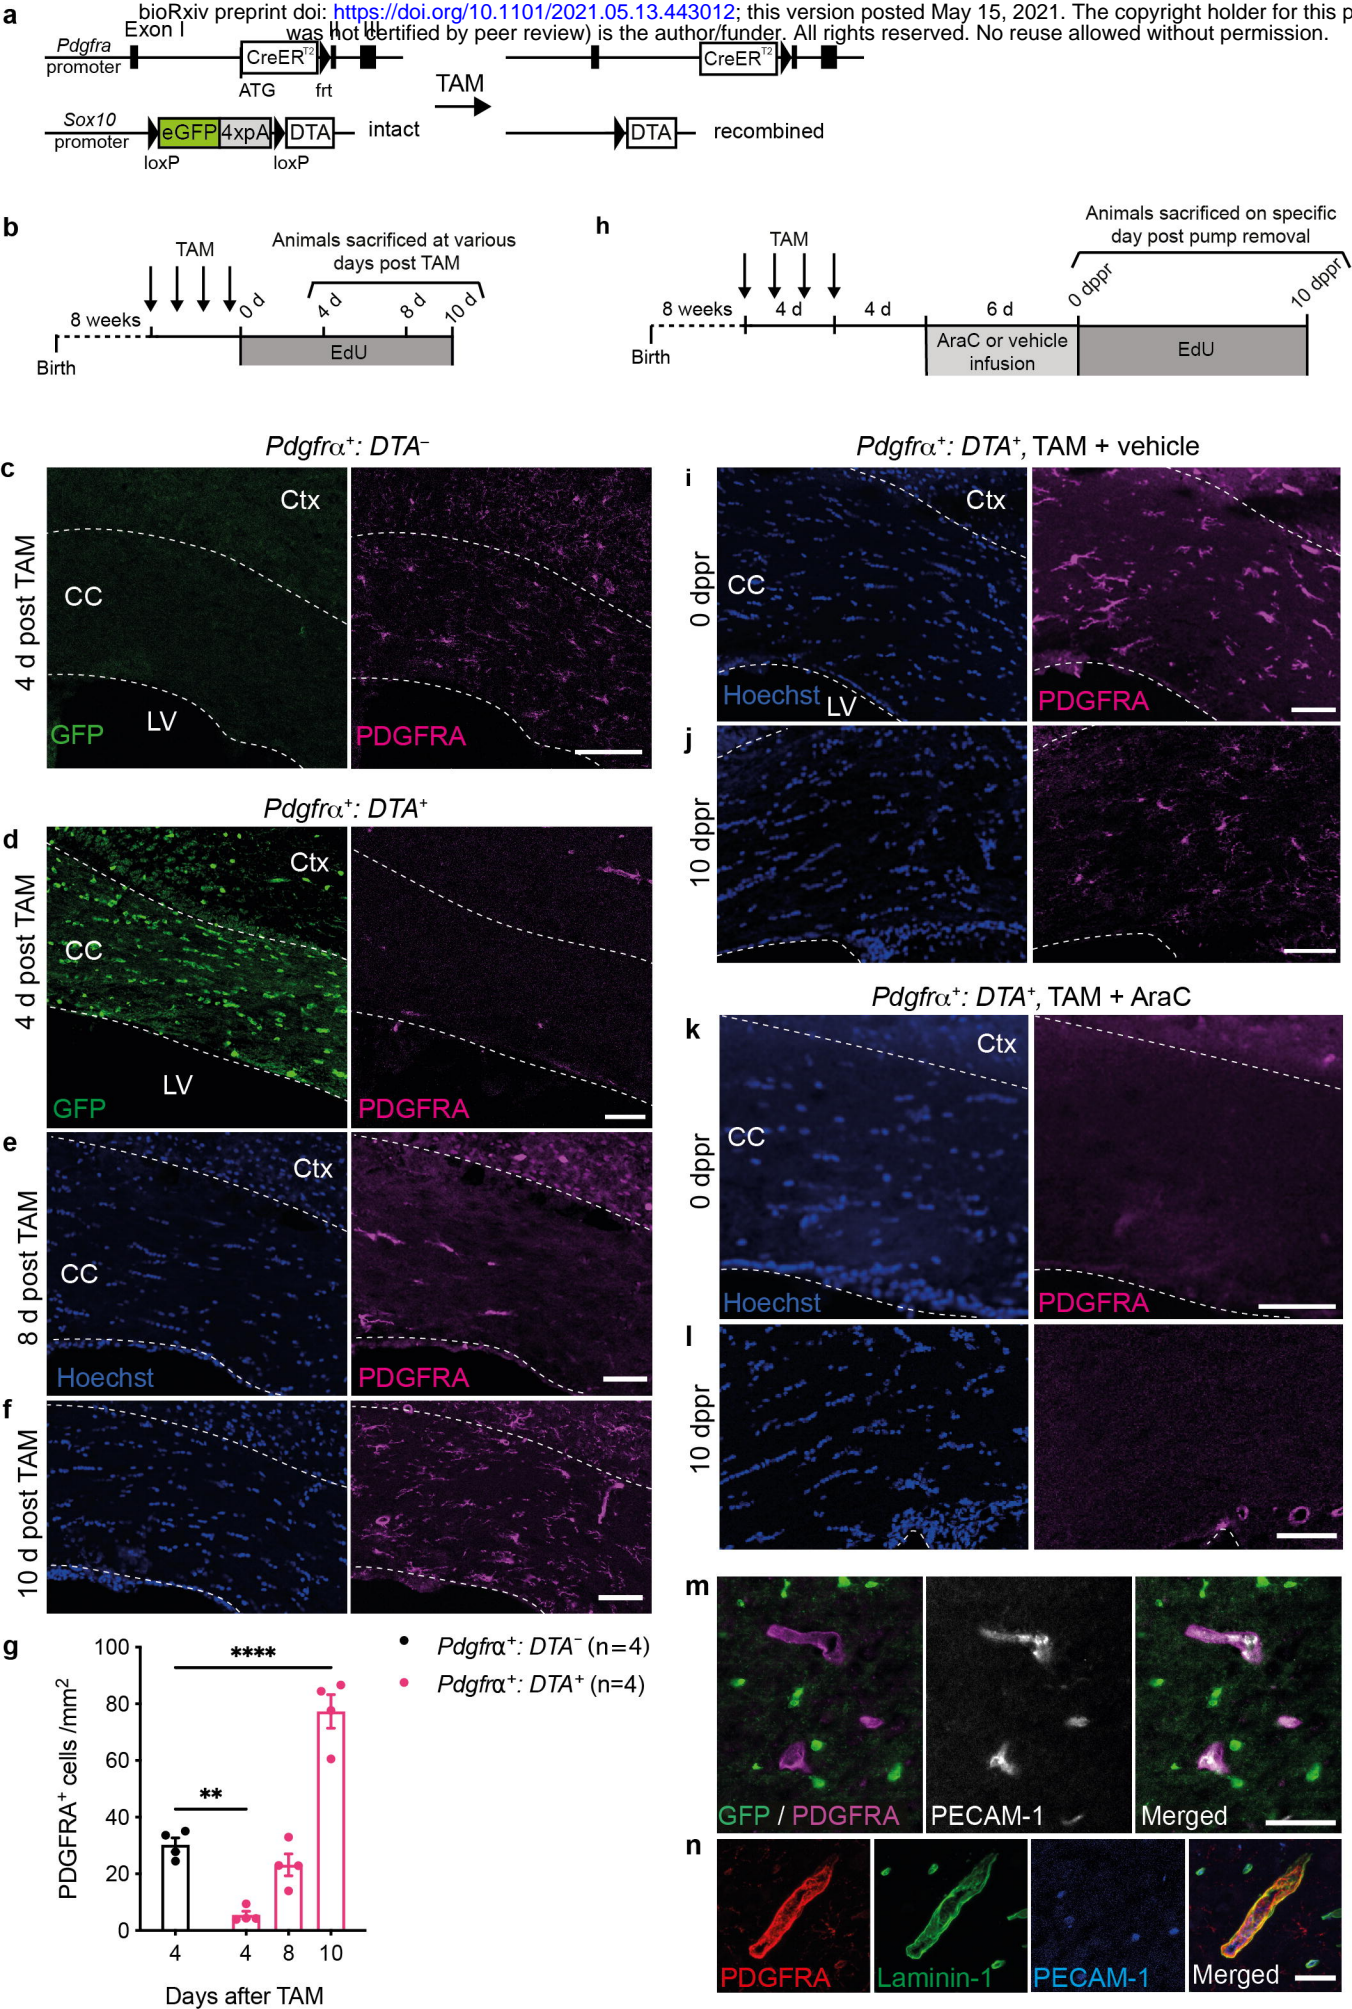 bioRxiv preprint doi: https://doi.org/10.1101/2021.05.13.443012; this version posted May 15, 2021. The copyright holder for this p
was not certified by peer review) is the author/funder. All rights reserved. No reuse allowed without permission.
a
Exon I II III
Pdgfra
promoter
CreERT2
ATG
frt
TAM
CreERT2
Sox10
promoter
eGFP 4xpA DTA
intact
loxP
loxP
DTA
recombined
b
TAM
Animals sacrificed at various
days post TAM
8 weeks
0 d
4 d
8 d
10 d
Birth
EdU
h
Animals sacrificed on specific
day post pump removal
TAM
8 weeks
4 d
4 d
6 d
0 dppr
10 dppr
Birth
AraC or vehicle
infusion
EdU
Pdgfrα+: DTA−
c
4 d post TAM
Ctx
CC
LV
GFP
PDGFRA
Pdgfrα+: DTA+
d
4 d post TAM
Ctx
CC
LV
GFP
PDGFRA
e
8 d post TAM
Ctx
CC
Hoechst
PDGFRA
f
10 d post TAM
g
PDGFRA+ cells /mm2
100
80
60
40
20
0
****
**
4
4
8
10
Days after TAM
Pdgfrα+: DTA− (n=4)
Pdgfrα+: DTA+ (n=4)
Pdgfrα+: DTA+, TAM + vehicle
i
0 dppr
Ctx
CC
Hoechst
LV
PDGFRA
j
10 dppr
Pdgfrα+: DTA+, TAM + AraC
k
0 dppr
Ctx
CC
Hoechst
PDGFRA
l
10 dppr
m
GFP / PDGFRA
PECAM-1
Merged
n
PDGFRA
Laminin-1
PECAM-1
Merged